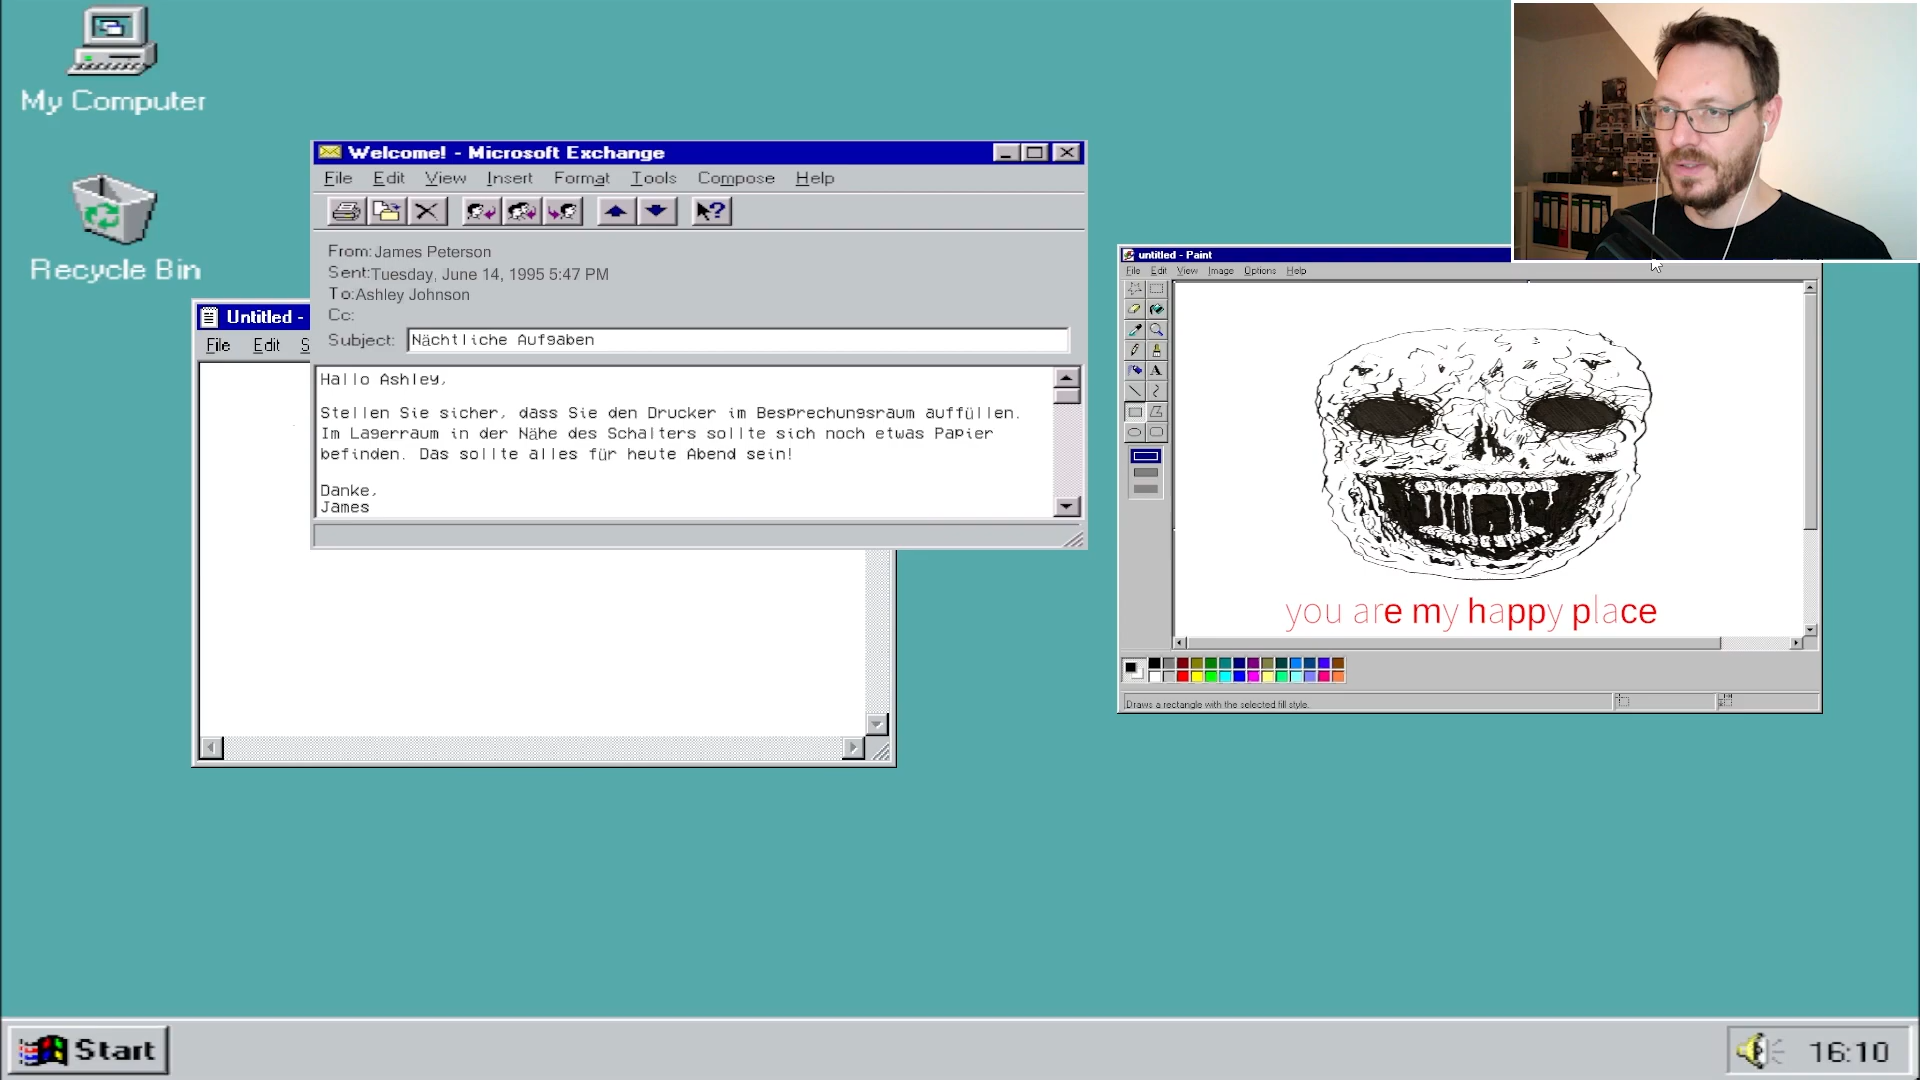 My Computer
Recycle Bin
Welcome! - Microsoft Exchange
File Edit View Insert Format Tools Compose Help
From: James Peterson
Sent: Tuesday, June 14, 1995 5:47 PM
To: Ashley Johnson
Cc:
Subject: Nächtliche Aufgaben
Hallo Ashley,
Stellen Sie sicher, dass Sie den Drucker im Besprechungsraum auffüllen.
Im Lagerraum in der Nähe des Schalters sollte sich noch etwas Papier
befinden. Das sollte alles für heute Abend sein!
Danke,
James
Untitled -
File Edit S
untitled - Paint
File Edit View Image Options Help
A
you are my happy place
Draws a rectangle with the selected fill style.
Start
16:10